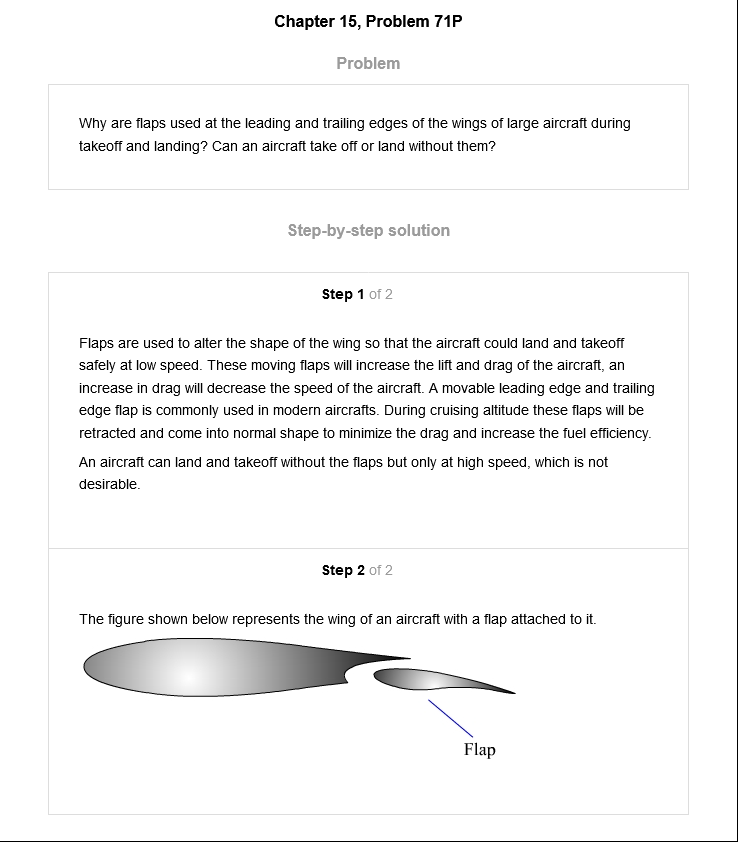 Chapter 15, Problem 71P
Problem
Why are flaps used at the leading and trailing edges of the wings of large aircraft during
takeoff and landing? Can an aircraft take off or land without them?
Step-by-step solution
Step 1 of 2
Flaps are used to alter the shape of the wing so that the aircraft could land and takeoff
safely at low speed. These moving flaps will increase the lift and drag of the aircraft, an
increase in drag will decrease the speed of the aircraft. A movable leading edge and trailing
edge flap is commonly used in modern aircrafts. During cruising altitude these flaps will be
retracted and come into normal shape to minimize the drag and increase the fuel efficiency.
An aircraft can land and takeoff without the flaps but only at high speed, which is not
desirable.
Step 2 of 2
The figure shown below represents the wing of an aircraft with a flap attached to it.
Flap